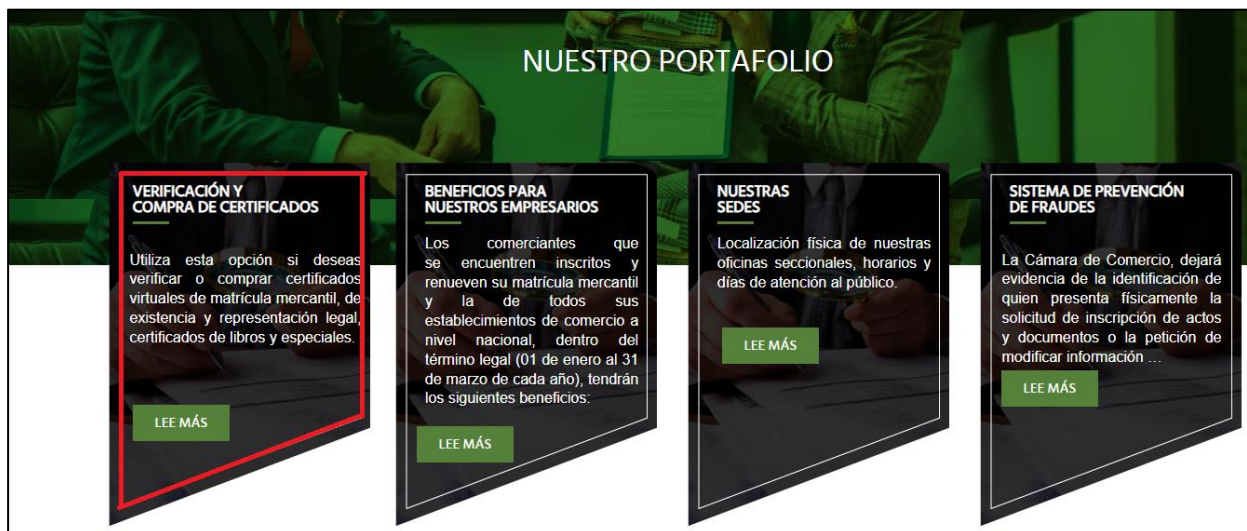 NUESTRO PORTAFOLIO
VERIFICACIÓN Y
COMPRA DE CERTIFICADOS
Utiliza esta opción si deseas
verificar o comprar certificados
virtuales de matrícula mercantil, de
existencia y representación legal,
certificados de libros y especiales.
LEE MÁS
BENEFICIOS PARA
NUESTROS EMPRESARIOS
Los comerciantes que
se encuentren inscritos y
renueven su matrícula mercantil
y la de todos sus
establecimientos de comercio a
nivel nacional, dentro del
término legal (01 de enero al 31
de marzo de cada año), tendrán
los siguientes beneficios:
LEE MÁS
NUESTRAS
SEDES
Localización física de nuestras
oficinas seccionales, horarios y
días de atención al público.
LEE MÁS
SISTEMA DE PREVENCIÓN
DE FRAUDES
La Cámara de Comercio, dejará
evidencia de la identificación de
quien presenta físicamente la
solicitud de inscripción de actos
y documentos o la petición de
modificar información …
LEE MÁS